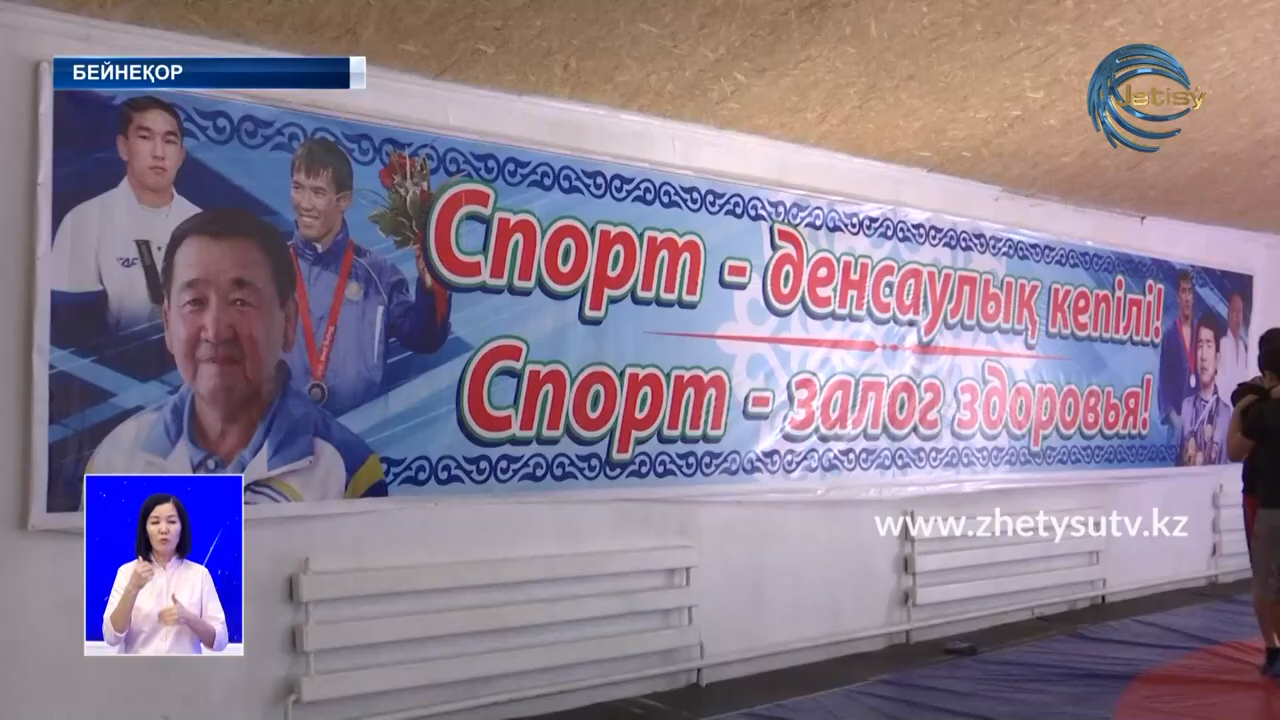 БЕЙНЕҚОР
Jetisý
Спорт - денсаулық кепілі!
Спорт - залог здоровья!
www.zhetysutv.kz